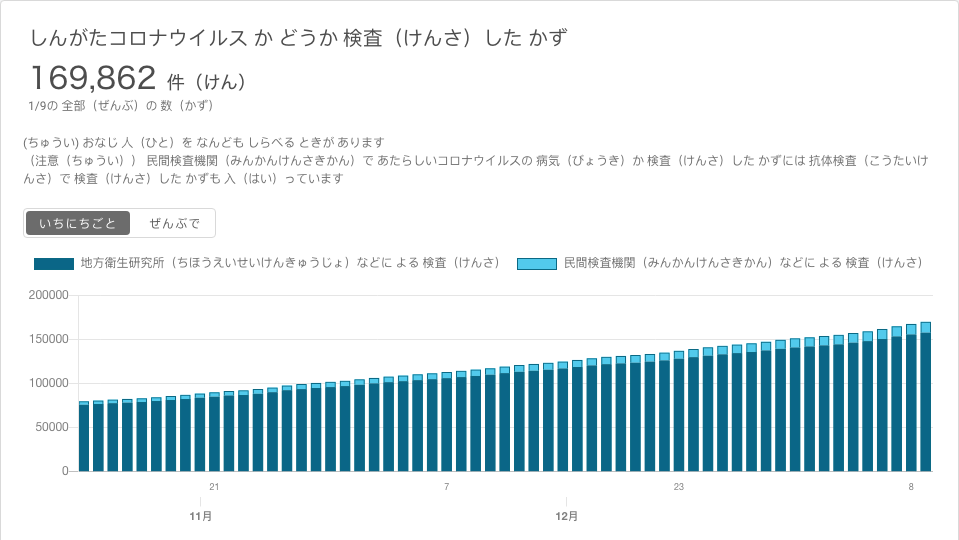 しんがたコロナウイルス か どうか 検査（けんさ）した かず
169,862 件（けん）
1/9の 全部（ぜんぶ）の 数（かず）
(ちゅうい) おなじ 人（ひと）を なんども しらべる ときが あります
（注意（ちゅうい）） 民間検査機関（みんかんけんさきかん）で あたらしいコロナウイルスの 病気（びょうき）か 検査（けんさ）した かずには 抗体検査（こうたいけ
んさ）で 検査（けんさ）した かずも 入（はい）っています
いちにちごと ぜんぶで
地方衛生研究所（ちほうえいせいけんきゅうじょ）などに よる 検査（けんさ） 民間検査機関（みんかんけんさきかん）などに よる 検査（けんさ）
200000
150000
100000
50000
0
21 7 23 8
11月 12月